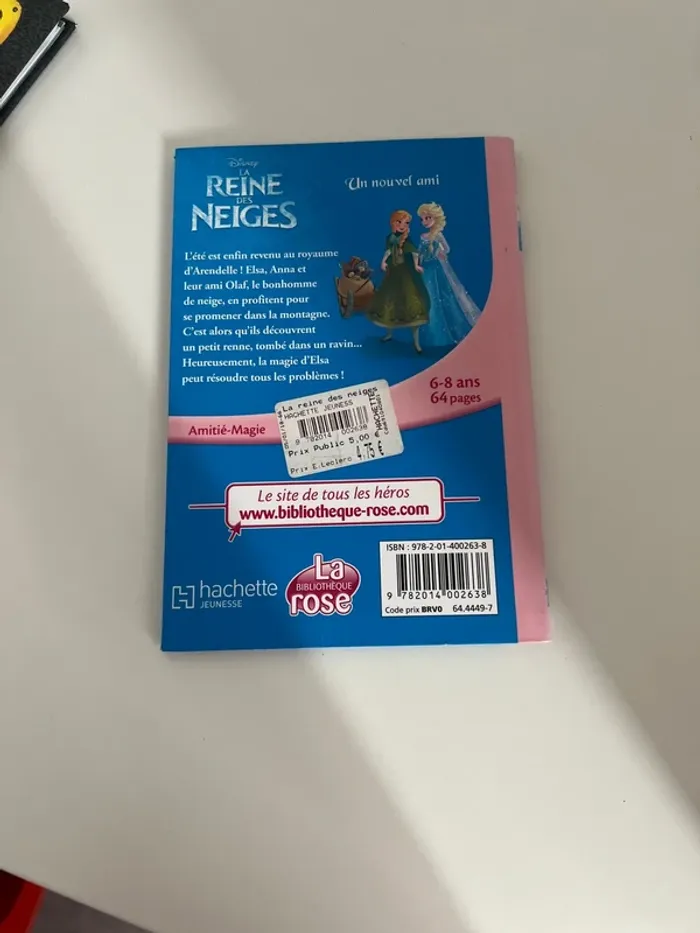 Disney
LA
REINE
DES
NEIGES
Un nouvel ami
L'été est enfin revenu au royaume
d'Arendelle ! Elsa, Anna et
leur ami Olaf, le bonhomme
de neige, en profitent pour
se promener dans la montagne.
C'est alors qu'ils découvrent
un petit renne, tombé dans un ravin...
Heureusement, la magie d'Elsa
peut résoudre tous les problèmes !
6-8 ans
64 pages
Amitié-Magie
La reine des neiges
HACHETTE JEUNESS
9 782014 002638
HACHETTE
Prix Public 5,00
Prix E.Leclerc 4,75 €
Le site de tous les héros
www.bibliotheque-rose.com
hachette
JEUNESSE
La
BIBLIOTHÈQUE
rose
ISBN : 978-2-01-400263-8
9 782014 002638
Code prix BRV0 64.4449-7